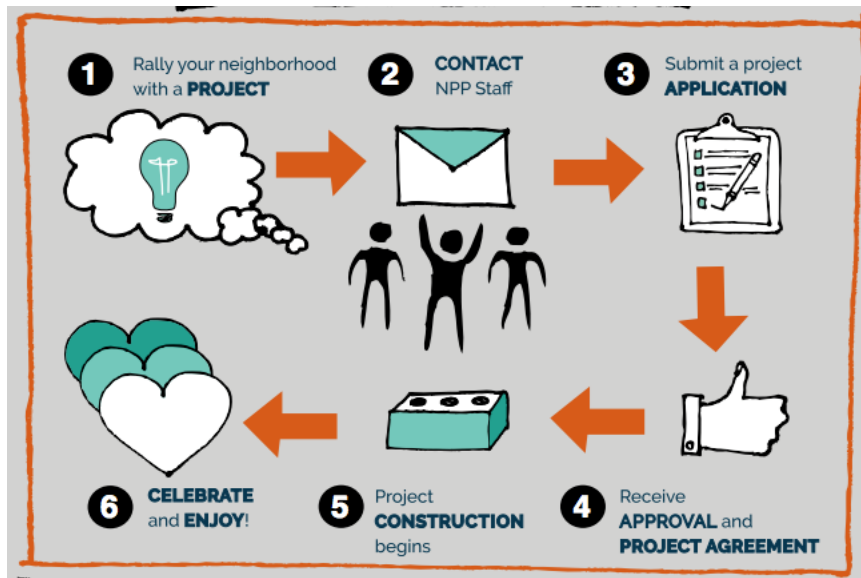 1
Rally your neighborhood
with a PROJECT
2
CONTACT
NPP Staff
3
Submit a project
APPLICATION
4
Receive
APPROVAL and
PROJECT AGREEMENT
5
Project
CONSTRUCTION
begins
6
CELEBRATE
and ENJOY!